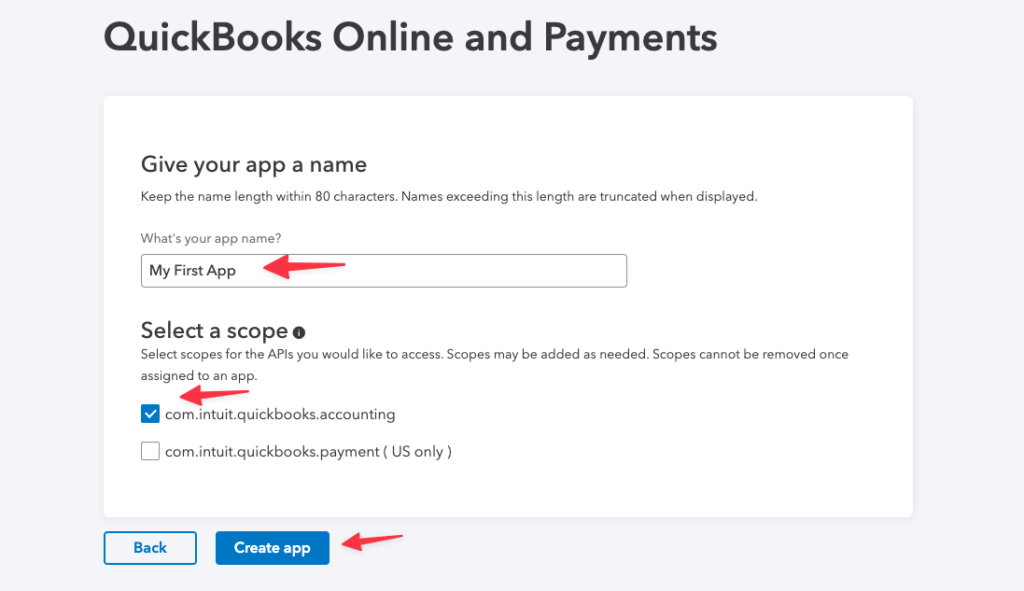 QuickBooks Online and Payments
Give your app a name
Keep the name length within 80 characters. Names exceeding this length are truncated when displayed.
What's your app name?
My First App
Select a scope
Select scopes for the APIs you would like to access. Scopes may be added as needed. Scopes cannot be removed once
assigned to an app.
com.intuit.quickbooks.accounting
com.intuit.quickbooks.payment ( US only )
Back
Create app